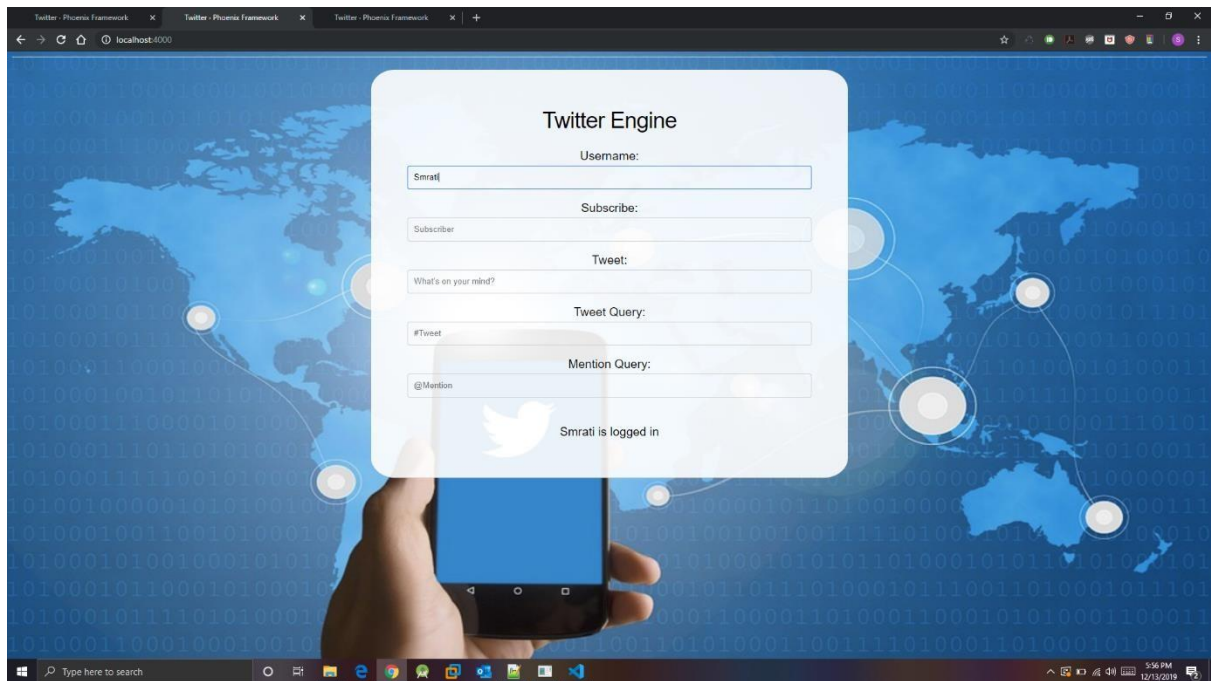 Twitter - Phoenix Framework
Twitter - Phoenix Framework
Twitter - Phoenix Framework
localhost:4000
Twitter Engine
Username:
Smrati
Subscribe:
Subscriber
Tweet:
What's on your mind?
Tweet Query:
#Tweet
Mention Query:
@Mention
Smrati is logged in
Type here to search
5:56 PM
12/13/2019